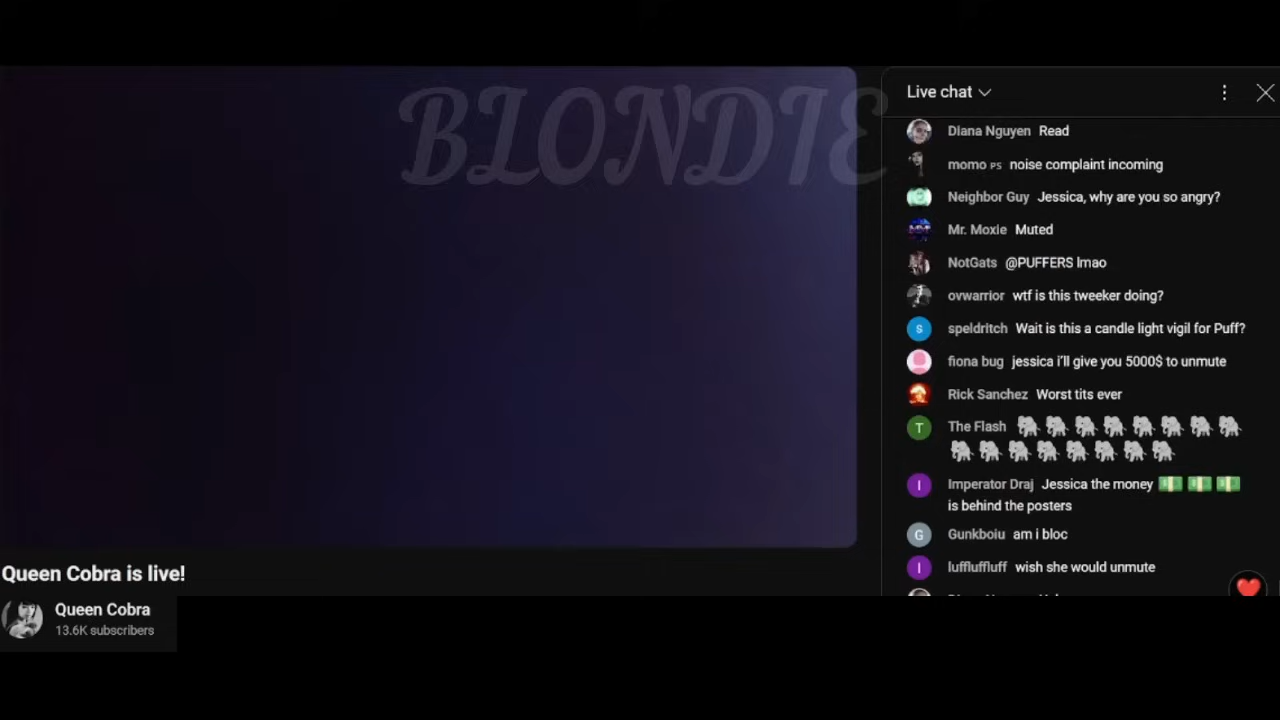 BLONDIE
Live chat
Diana Nguyen Read
momo PS noise complaint incoming
Neighbor Guy Jessica, why are you so angry?
Mr. Moxie Muted
NotGats @PUFFERS lmao
ovwarrior wtf is this tweeker doing?
S speldritch Wait is this a candle light vigil for Puff?
fiona bug jessica i'll give you 5000$ to unmute
Rick Sanchez Worst tits ever
T The Flash 🐘🐘🐘🐘🐘🐘🐘🐘
🐘🐘🐘🐘🐘🐘🐘🐘
I Imperator Draj Jessica the money 💵💵💵
is behind the posters
G Gunkboiu am i bloc
I luffluffluff wish she would unmute
Queen Cobra is live!
Queen Cobra
13.6K subscribers